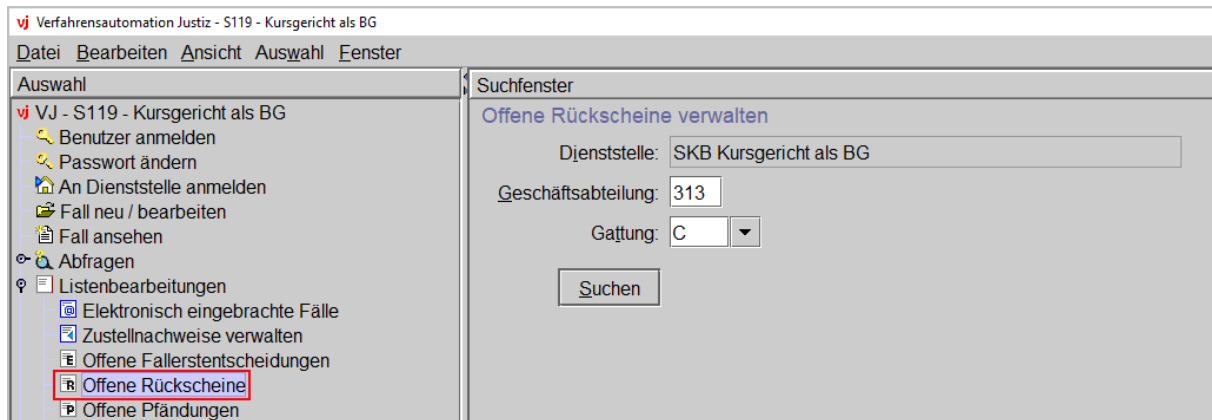 vj Verfahrensautomation Justiz - S119 - Kursgericht als BG
Datei Bearbeiten Ansicht Auswahl Fenster
Auswahl
vj VJ - S119 - Kursgericht als BG
Benutzer anmelden
Passwort ändern
An Dienststelle anmelden
Fall neu / bearbeiten
Fall ansehen
Abfragen
Listenbearbeitungen
Elektronisch eingebrachte Fälle
Zustellnachweise verwalten
E Offene Fallerstentscheidungen
R Offene Rückscheine
P Offene Pfändungen
Suchfenster
Offene Rückscheine verwalten
Dienststelle: SKB Kursgericht als BG
Geschäftsabteilung: 313
Gattung: C
Suchen